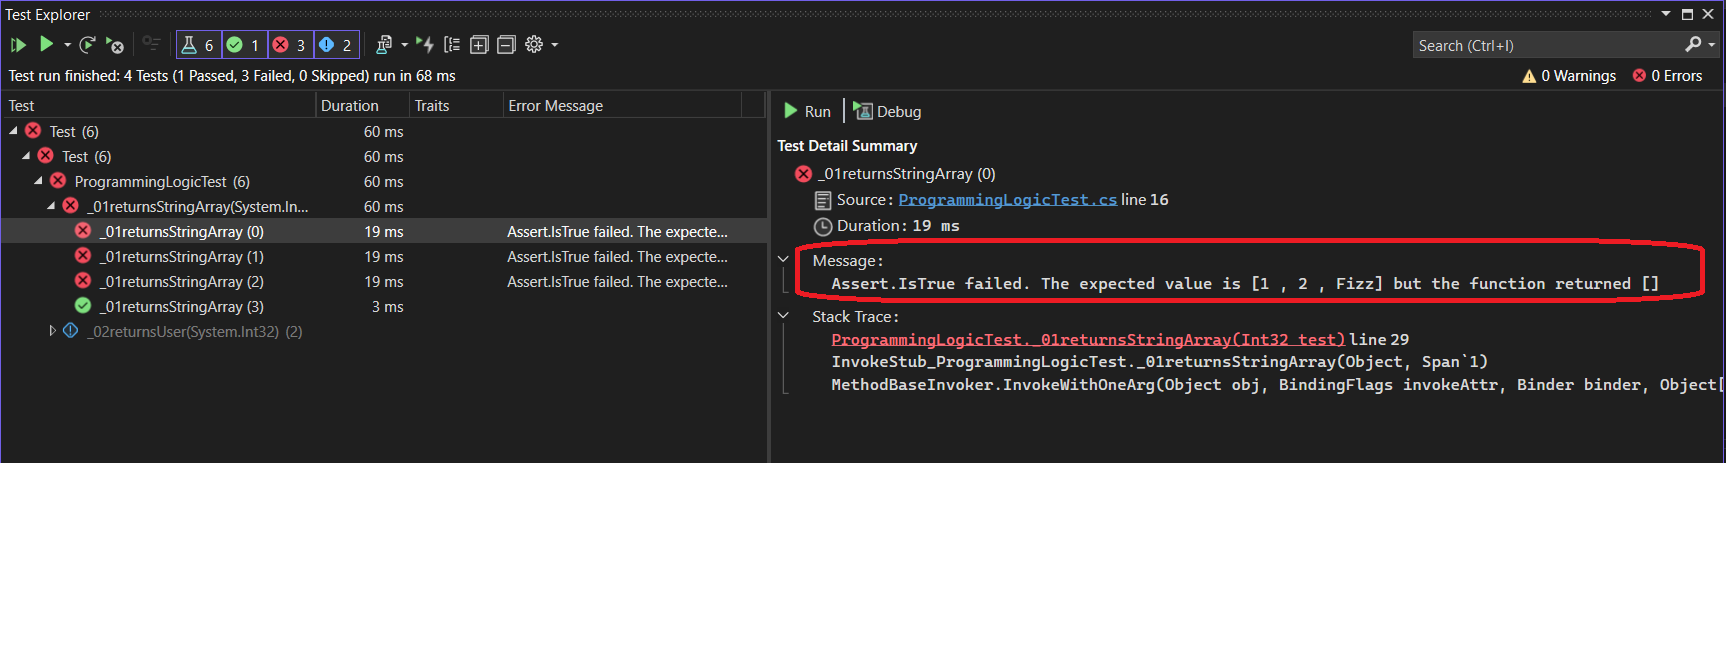 Test Explorer
6 1 3 2
Search (Ctrl+I)
Test run finished: 4 Tests (1 Passed, 3 Failed, 0 Skipped) run in 68 ms
0 Warnings 0 Errors
Test Duration Traits Error Message
Test (6) 60 ms
Test (6) 60 ms
ProgrammingLogicTest (6) 60 ms
_01returnsStringArray(System.In... 60 ms
_01returnsStringArray (0) 19 ms Assert.IsTrue failed. The expecte...
_01returnsStringArray (1) 19 ms Assert.IsTrue failed. The expecte...
_01returnsStringArray (2) 19 ms Assert.IsTrue failed. The expecte...
_01returnsStringArray (3) 3 ms
_02returnsUser(System.Int32) (2)
Run Debug
Test Detail Summary
_01returnsStringArray (0)
Source: ProgrammingLogicTest.cs line 16
Duration: 19 ms
Message:
Assert.IsTrue failed. The expected value is [1 , 2 , Fizz] but the function returned []
Stack Trace:
ProgrammingLogicTest._01returnsStringArray(Int32 test) line 29
InvokeStub_ProgrammingLogicTest._01returnsStringArray(Object, Span`1)
MethodBaseInvoker.InvokeWithOneArg(Object obj, BindingFlags invokeAttr, Binder binder, Object[